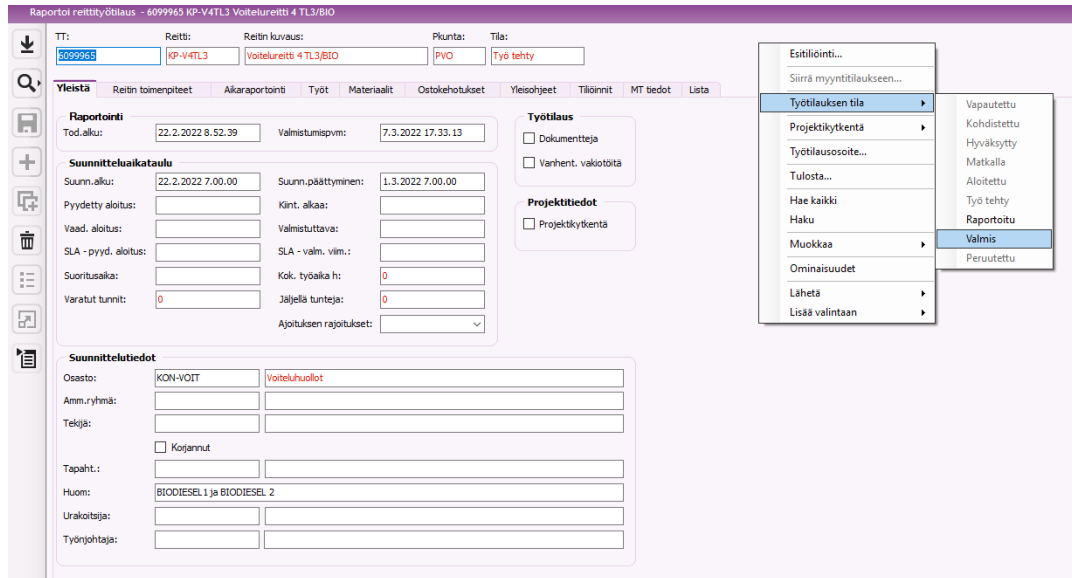 Raportoi reittityötilaus - 6099965 KP-V4TL3 Voitelureitti 4 TL3/BIO
TT: Reitti: Reitin kuvaus: Pkunta: Tila:
6099965 KP-V4TL3 Voitelureitti 4 TL3/BIO PVO Työ tehty
Yleistä Reitin toimenpiteet Aikaraportointi Työt Materiaalit Ostokehotukset Yleisohjeet Tiliöinnit MT tiedot Lista
Raportointi
Tod.alku: 22.2.2022 8.52.39 Valmistumispvm: 7.3.2022 17.33.13
Suunnitteluaikataulu
Suunn.alku: 22.2.2022 7.00.00 Suunn.päättyminen: 1.3.2022 7.00.00
Pyydetty aloitus: Kiint. alkaa:
Vaad. aloitus: Valmistuttava:
SLA - pyyd. aloitus: SLA - valm. viim.:
Suoritusaika: Kok. työaika h: 0
Varatut tunnit: 0 Jäljellä tunteja: 0
Ajoituksen rajoitukset:
Työtilaus
Dokumentteja
Vanhent. vakiotöitä
Projektitiedot
Projektikytkentä
Suunnittelutiedot
Osasto: KON-VOIT Voiteluhuollot
Amm.ryhmä:
Tekijä:
Korjannut
Tapaht.:
Huom: BIODIESEL1 ja BIODIESEL 2
Urakoitsija:
Työnjohtaja:
Esitiliöinti...
Siirrä myyntitilaukseen...
Työtilauksen tila
Projektikytkentä
Työtilausosoite...
Tulosta...
Hae kaikki
Haku
Muokkaa
Ominaisuudet
Lähetä
Lisää valintaan
Vapautettu
Kohdistettu
Hyväksytty
Matkalla
Aloitettu
Työ tehty
Raportoitu
Valmis
Peruutettu